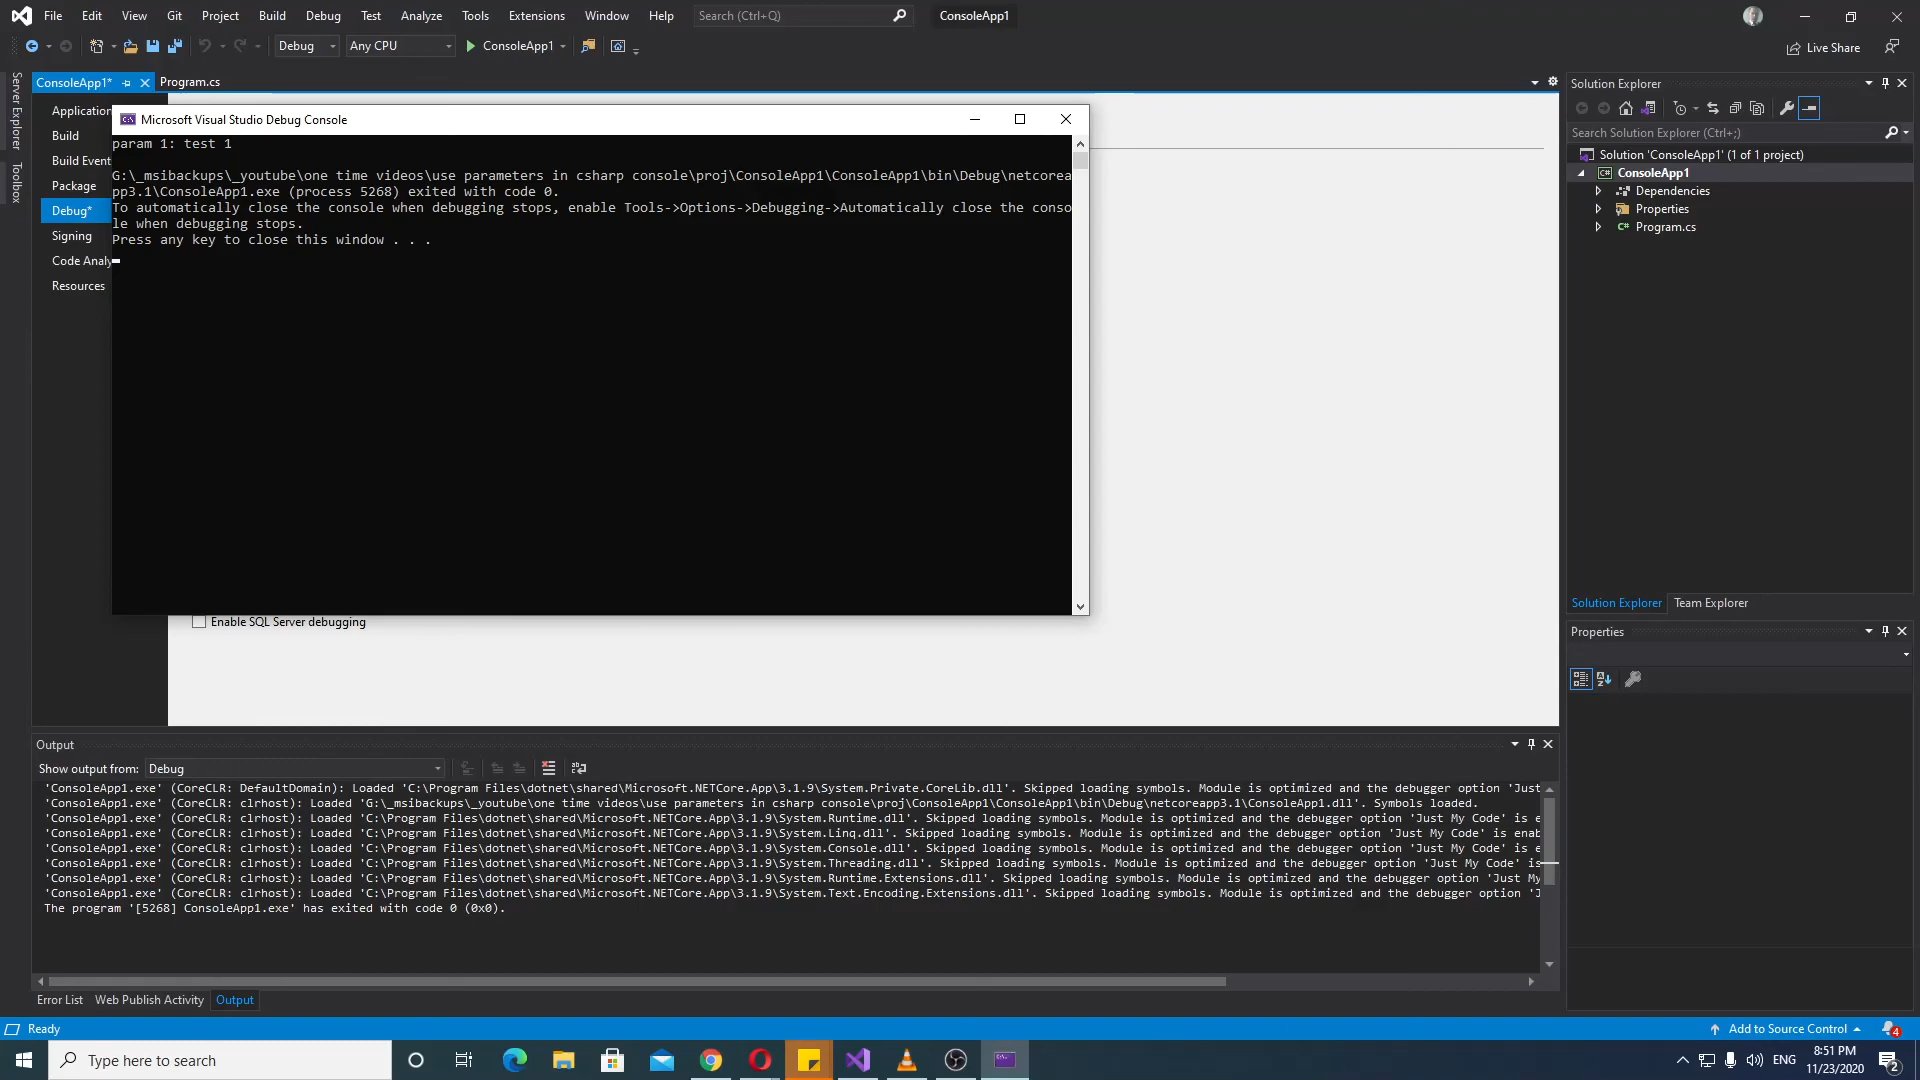 File Edit View Git Project Build Debug Test Analyze Tools Extensions Window Help Search (Ctrl+Q) ConsoleApp1
Debug Any CPU ConsoleApp1 Live Share
Server Explorer
Toolbox
ConsoleApp1* Program.cs
Application
Build
Build Event
Package
Debug*
Signing
Code Analy
Resources
Microsoft Visual Studio Debug Console
param 1: test 1
G:\_msibackups\_youtube\one time videos\use parameters in csharp console\proj\ConsoleApp1\ConsoleApp1\bin\Debug\netcorea
pp3.1\ConsoleApp1.exe (process 5268) exited with code 0.
To automatically close the console when debugging stops, enable Tools->Options->Debugging->Automatically close the conso
le when debugging stops.
Press any key to close this window . . .
Enable SQL Server debugging
Solution Explorer
Search Solution Explorer (Ctrl+;)
Solution 'ConsoleApp1' (1 of 1 project)
ConsoleApp1
Dependencies
Properties
Program.cs
Solution Explorer Team Explorer
Properties
Output
Show output from: Debug
'ConsoleApp1.exe' (CoreCLR: DefaultDomain): Loaded 'C:\Program Files\dotnet\shared\Microsoft.NETCore.App\3.1.9\System.Private.CoreLib.dll'. Skipped loading symbols. Module is optimized and the debugger option 'Just
'ConsoleApp1.exe' (CoreCLR: clrhost): Loaded 'G:\_msibackups\_youtube\one time videos\use parameters in csharp console\proj\ConsoleApp1\ConsoleApp1\bin\Debug\netcoreapp3.1\ConsoleApp1.dll'. Symbols loaded.
'ConsoleApp1.exe' (CoreCLR: clrhost): Loaded 'C:\Program Files\dotnet\shared\Microsoft.NETCore.App\3.1.9\System.Runtime.dll'. Skipped loading symbols. Module is optimized and the debugger option 'Just My Code' is e
'ConsoleApp1.exe' (CoreCLR: clrhost): Loaded 'C:\Program Files\dotnet\shared\Microsoft.NETCore.App\3.1.9\System.Linq.dll'. Skipped loading symbols. Module is optimized and the debugger option 'Just My Code' is enab
'ConsoleApp1.exe' (CoreCLR: clrhost): Loaded 'C:\Program Files\dotnet\shared\Microsoft.NETCore.App\3.1.9\System.Console.dll'. Skipped loading symbols. Module is optimized and the debugger option 'Just My Code' is e
'ConsoleApp1.exe' (CoreCLR: clrhost): Loaded 'C:\Program Files\dotnet\shared\Microsoft.NETCore.App\3.1.9\System.Threading.dll'. Skipped loading symbols. Module is optimized and the debugger option 'Just My Code' is
'ConsoleApp1.exe' (CoreCLR: clrhost): Loaded 'C:\Program Files\dotnet\shared\Microsoft.NETCore.App\3.1.9\System.Runtime.Extensions.dll'. Skipped loading symbols. Module is optimized and the debugger option 'Just My
'ConsoleApp1.exe' (CoreCLR: clrhost): Loaded 'C:\Program Files\dotnet\shared\Microsoft.NETCore.App\3.1.9\System.Text.Encoding.Extensions.dll'. Skipped loading symbols. Module is optimized and the debugger option 'J
The program '[5268] ConsoleApp1.exe' has exited with code 0 (0x0).
Error List Web Publish Activity Output
Ready Add to Source Control 4
Type here to search ENG 8:51 PM
11/23/2020 2